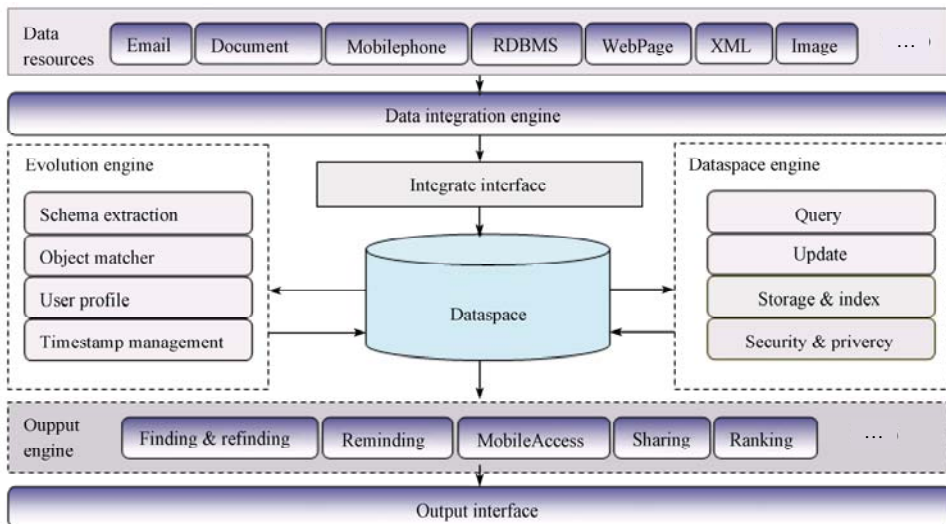 Data
resources
Email
Document
Mobilephone
RDBMS
WebPage
XML
Image
...
Data integration engine
Evolution engine
Schema extraction
Object matcher
User profile
Timestamp management
Integrate interface
Dataspace
Dataspace engine
Query
Update
Storage & index
Security & privercy
Oupput
engine
Finding & refinding
Reminding
MobileAccess
Sharing
Ranking
...
Output interface